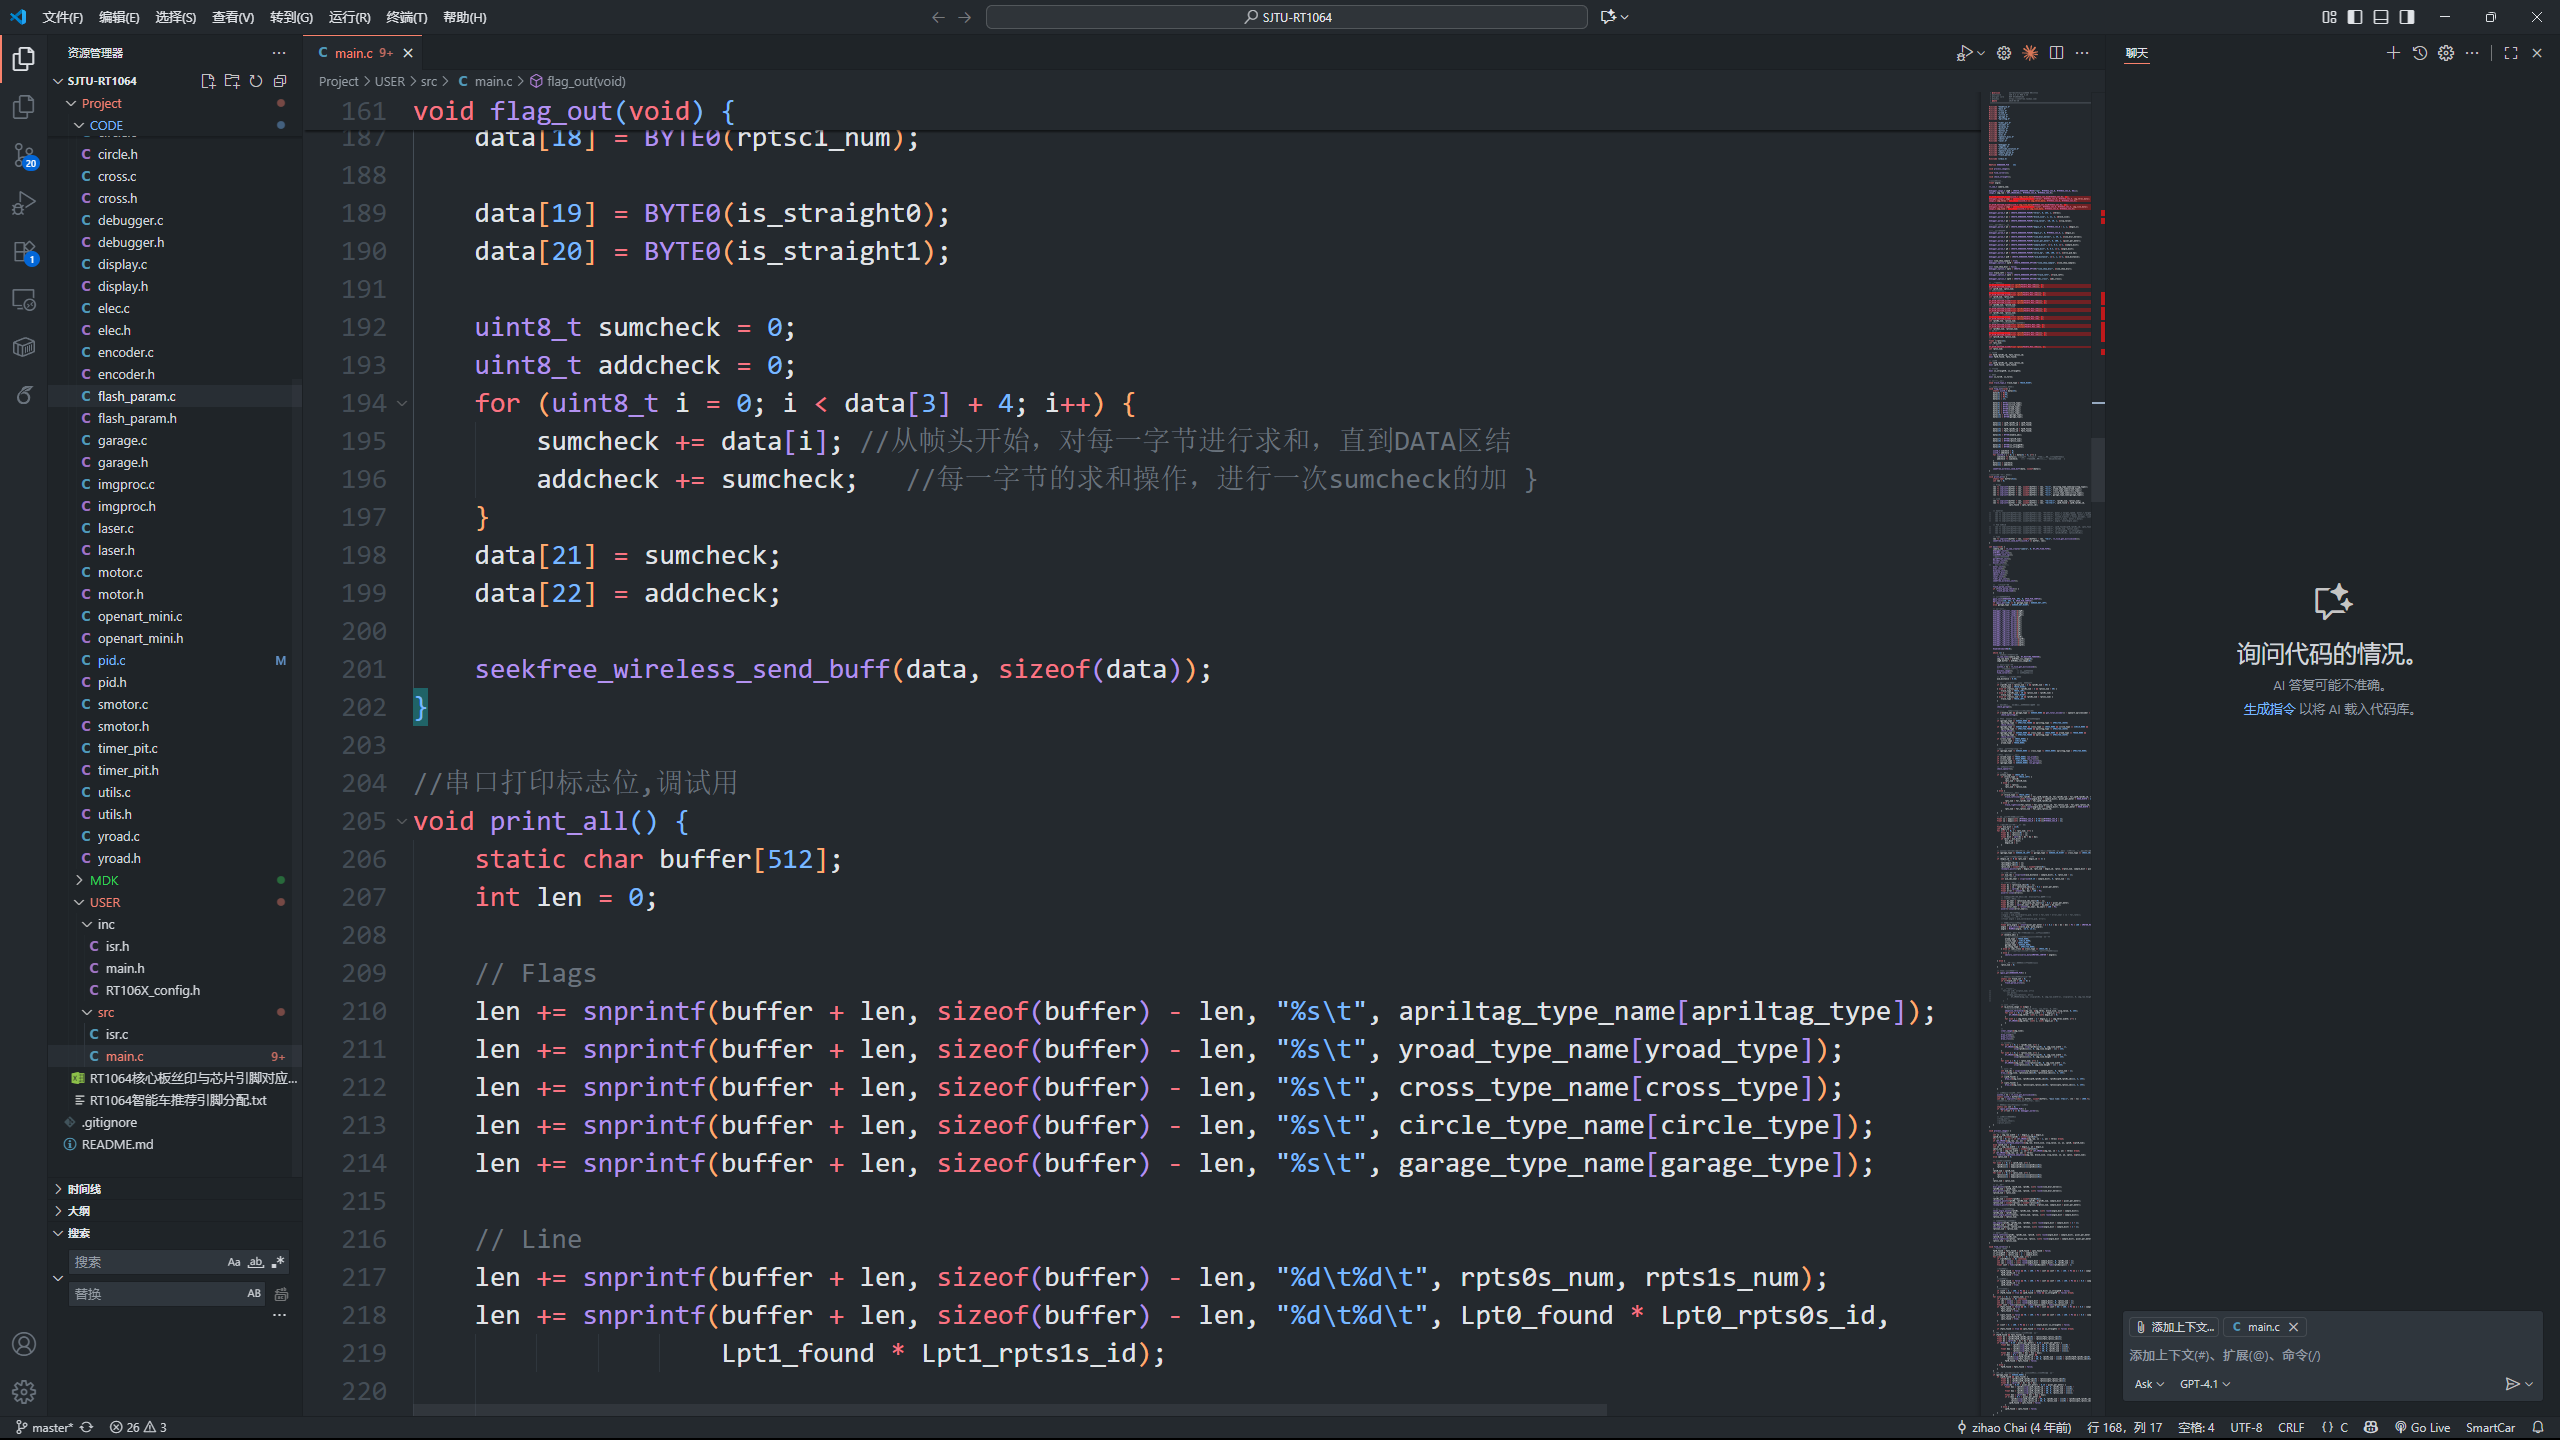 文件(F) 编辑(E) 选择(S) 查看(V) 转到(G) 运行(R) 终端(T) 帮助(H)
SJTU-RT1064
资源管理器
SJTU-RT1064
Project
CODE
circle.h
cross.c
cross.h
debugger.c
debugger.h
display.c
display.h
elec.c
elec.h
encoder.c
encoder.h
flash_param.c
flash_param.h
garage.c
garage.h
imgproc.c
imgproc.h
laser.c
laser.h
motor.c
motor.h
openart_mini.c
openart_mini.h
pid.c M
pid.h
smotor.c
smotor.h
timer_pit.c
timer_pit.h
utils.c
utils.h
yroad.c
yroad.h
MDK
USER
inc
isr.h
main.h
RT106X_config.h
src
isr.c
main.c 9+
RT1064核心板丝印与芯片引脚对应...
RT1064智能车推荐引脚分配.txt
.gitignore
README.md
时间线
大纲
搜索
搜索 Aa ab .*
替换 AB
20
1
main.c 9+
Project > USER > src > C main.c > flag_out(void)
161 void flag_out(void) {
187 data[18] = BYTE0(rptsc1_num);
188
189 data[19] = BYTE0(is_straight0);
190 data[20] = BYTE0(is_straight1);
191
192 uint8_t sumcheck = 0;
193 uint8_t addcheck = 0;
194 for (uint8_t i = 0; i < data[3] + 4; i++) {
195 sumcheck += data[i]; //从帧头开始，对每一字节进行求和，直到DATA区结
196 addcheck += sumcheck; //每一字节的求和操作，进行一次sumcheck的加 }
197 }
198 data[21] = sumcheck;
199 data[22] = addcheck;
200
201 seekfree_wireless_send_buff(data, sizeof(data));
202 }
203
204 //串口打印标志位,调试用
205 void print_all() {
206 static char buffer[512];
207 int len = 0;
208
209 // Flags
210 len += snprintf(buffer + len, sizeof(buffer) - len, "%s\t", apriltag_type_name[apriltag_type]);
211 len += snprintf(buffer + len, sizeof(buffer) - len, "%s\t", yroad_type_name[yroad_type]);
212 len += snprintf(buffer + len, sizeof(buffer) - len, "%s\t", cross_type_name[cross_type]);
213 len += snprintf(buffer + len, sizeof(buffer) - len, "%s\t", circle_type_name[circle_type]);
214 len += snprintf(buffer + len, sizeof(buffer) - len, "%s\t", garage_type_name[garage_type]);
215
216 // Line
217 len += snprintf(buffer + len, sizeof(buffer) - len, "%d\t%d\t", rpts0s_num, rpts1s_num);
218 len += snprintf(buffer + len, sizeof(buffer) - len, "%d\t%d\t", Lpt0_found * Lpt0_rpts0s_id,
219 Lpt1_found * Lpt1_rpts1s_id);
220
聊天
询问代码的情况。
AI 答复可能不准确。
生成指令 以将 AI 载入代码库。
添加上下文... C main.c
添加上下文(#)、扩展(@)、命令(/)
Ask GPT-4.1
master* 26 3
zihao Chai (4 年前) 行 168，列 17 空格: 4 UTF-8 CRLF { } C Go Live SmartCar